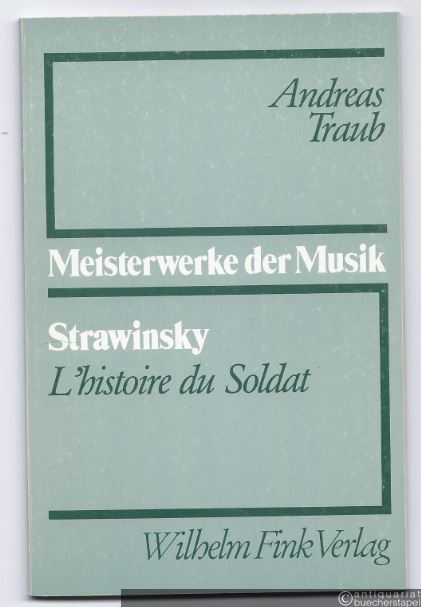 Andreas
Traub
Meisterwerke der Musik
Strawinsky
L'histoire du Soldat
Wilhelm Fink Verlag
©antiquariat
buecherstapel